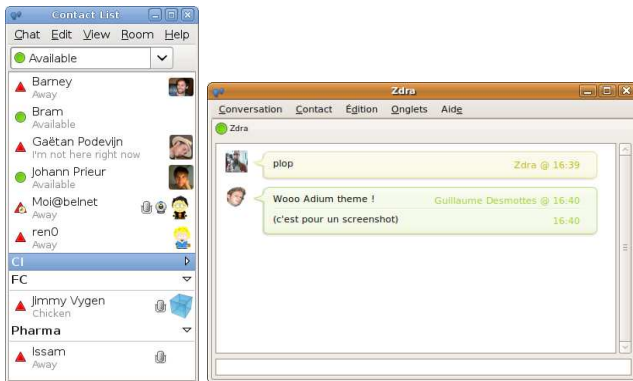 Contact List
Chat Edit View Room Help
Available
Barney
Away
Bram
Available
Gaëtan Podevijn
I'm not here right now
Johann Prieur
Available
Moi@belnet
Away
ren0
Away
CI
FC
Jimmy Vygen
Chicken
Pharma
Issam
Away
Zdra
Conversation Contact Édition Onglets Aide
Zdra
plop Zdra @ 16:39
Wooo Adium theme ! Guillaume Desmottes @ 16:40
(c'est pour un screenshot) 16:40